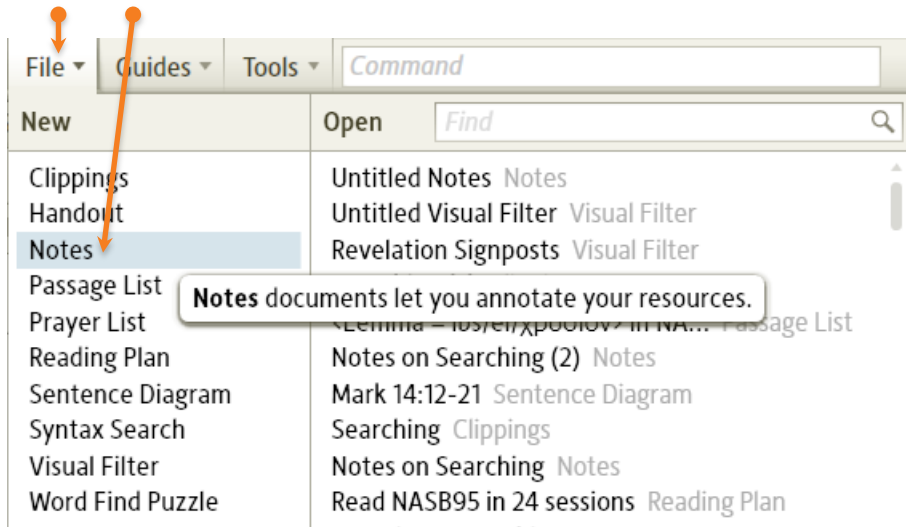 File Guides Tools Command
New Open Find
Clippings Untitled Notes Notes
Handout Untitled Visual Filter Visual Filter
Notes Revelation Signposts Visual Filter
Passage List
Notes documents let you annotate your resources.
Prayer List <Lemma = in NA... Passage List
Reading Plan Notes on Searching (2) Notes
Sentence Diagram Mark 14:12-21 Sentence Diagram
Syntax Search Searching Clippings
Visual Filter Notes on Searching Notes
Word Find Puzzle Read NASB95 in 24 sessions Reading Plan